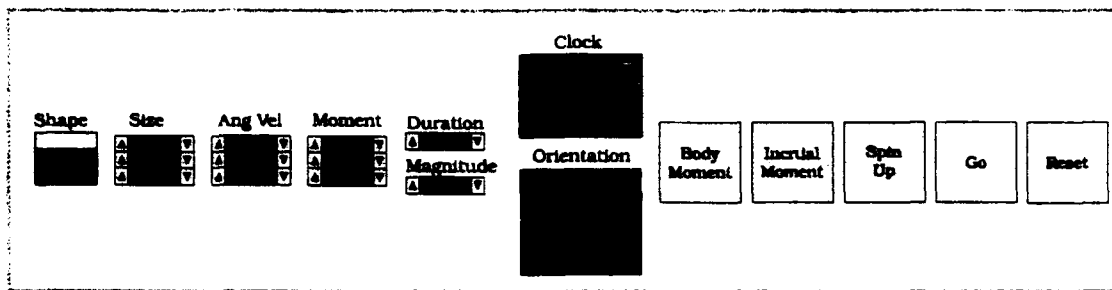 Clock
Shape
Size
Ang Vel
Moment
Duration
Magnitude
Orientation
Body
Moment
Incrtial
Moment
Spin
Up
Go
Reset